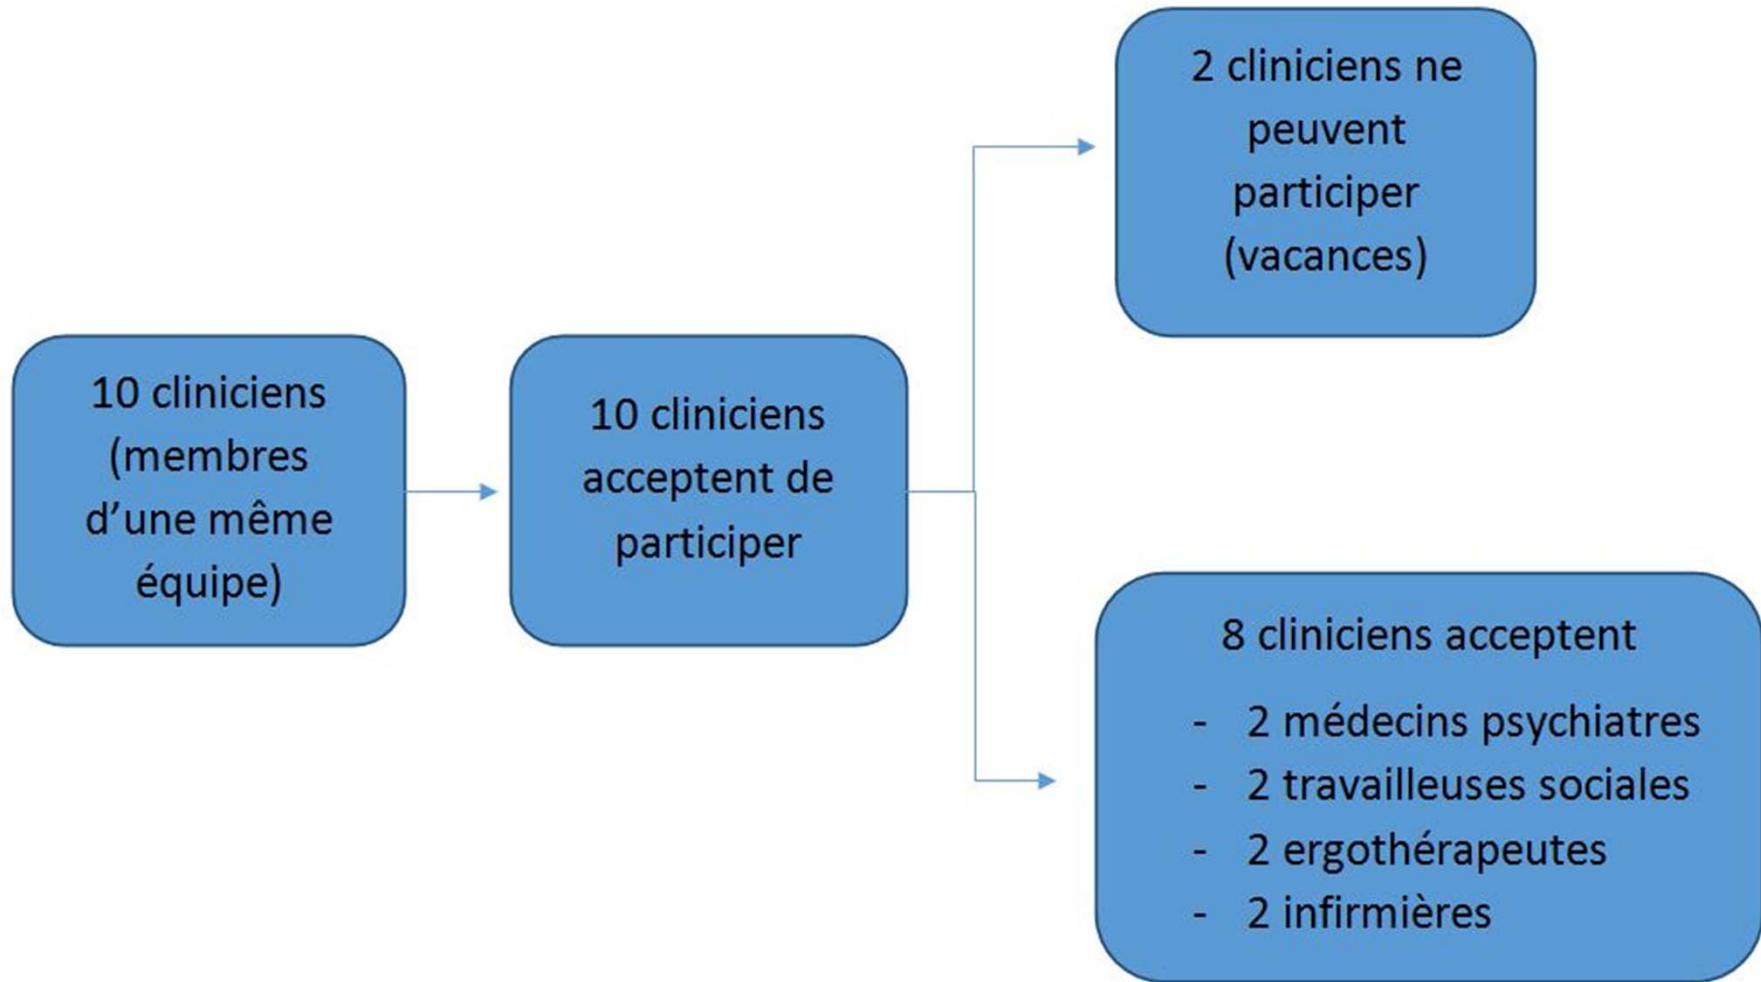 10 cliniciens
(membres
d’une même
équipe)
10 cliniciens
acceptent de
participer
2 cliniciens ne
peuvent
participer
(vacances)
8 cliniciens acceptent
- 2 médecins psychiatres
- 2 travailleuses sociales
- 2 ergothérapeutes
- 2 infirmières